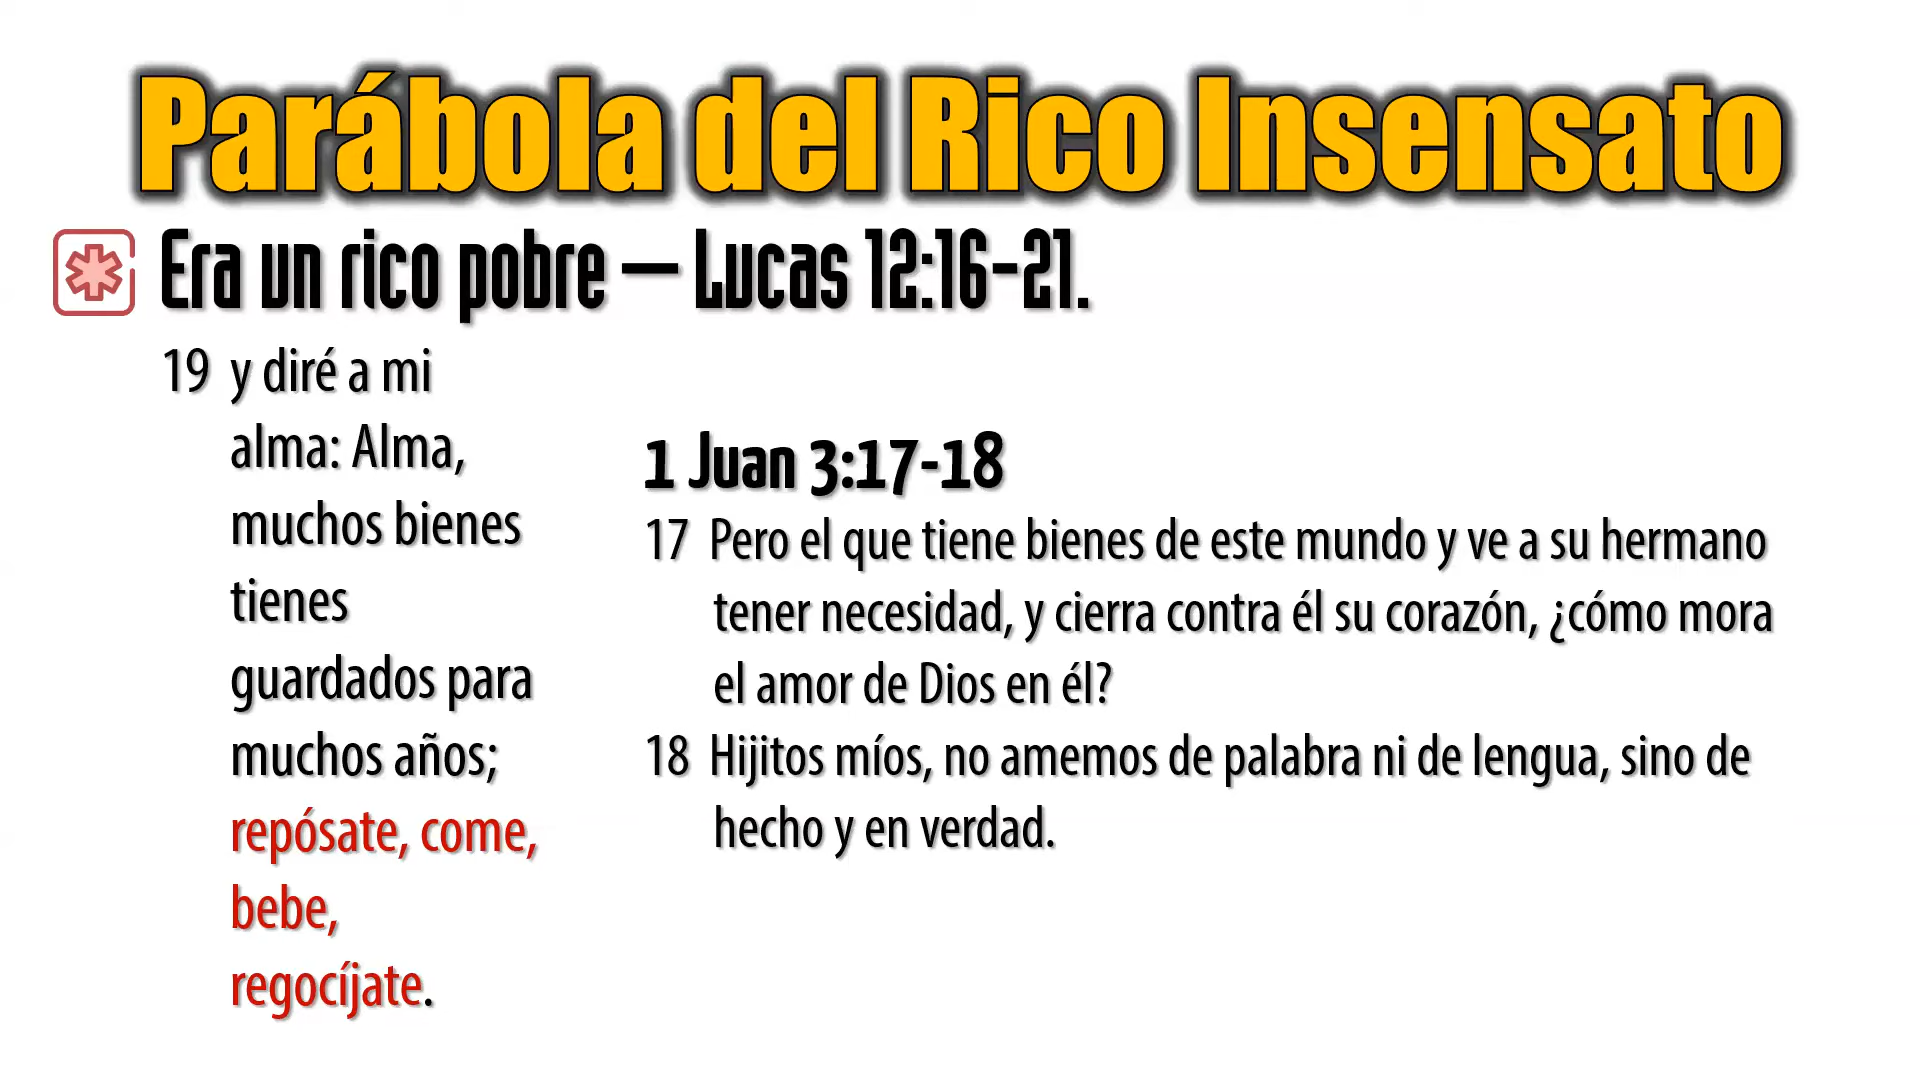 Parábola del Rico Insensato
Era un rico pobre — Lucas 12:16-21.
19 y diré a mi
alma: Alma,
muchos bienes
tienes
guardados para
muchos años;
repósate, come,
bebe,
regocíjate.
1 Juan 3:17-18
17 Pero el que tiene bienes de este mundo y ve a su hermano
tener necesidad, y cierra contra él su corazón, ¿cómo mora
el amor de Dios en él?
18 Hijitos míos, no amemos de palabra ni de lengua, sino de
hecho y en verdad.